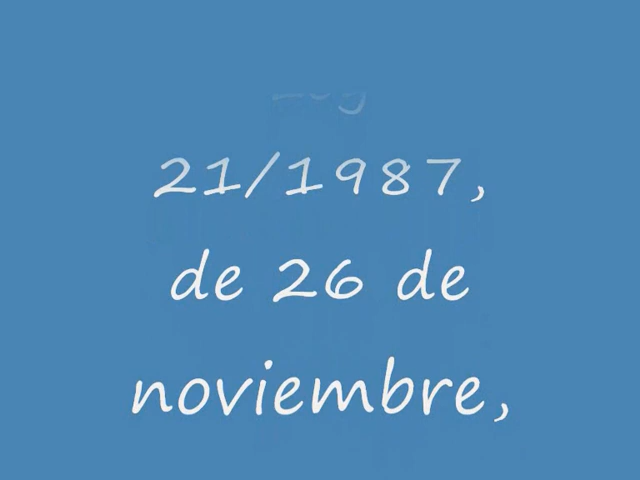 21/1987,
de 26 de
noviembre,